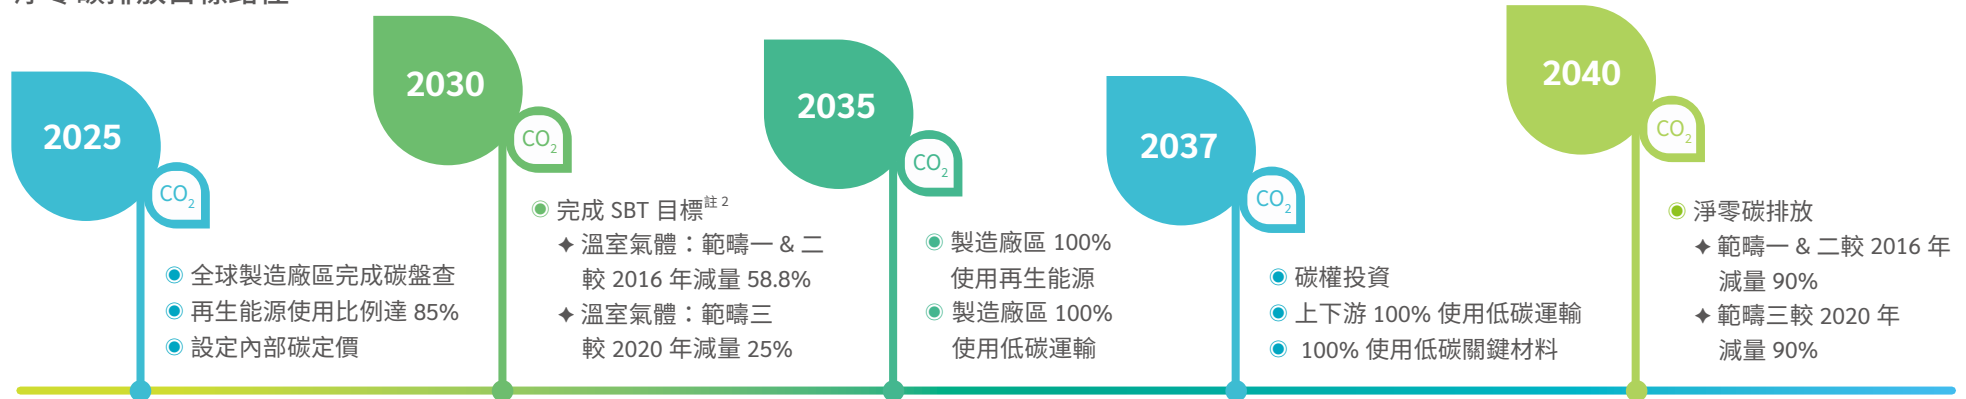 2025
CO2
全球製造廠區完成碳盤查
再生能源使用比例達 85%
設定內部碳定價
2030
CO2
完成 SBT 目標註 2
溫室氣體：範疇一 & 二
較 2016 年減量 58.8%
溫室氣體：範疇三
較 2020 年減量 25%
2035
CO2
製造廠區 100%
使用再生能源
製造廠區 100%
使用低碳運輸
2037
CO2
碳權投資
上下游 100% 使用低碳運輸
100% 使用低碳關鍵材料
2040
CO2
淨零碳排放
範疇一 & 二較 2016 年
減量 90%
範疇三較 2020 年
減量 90%